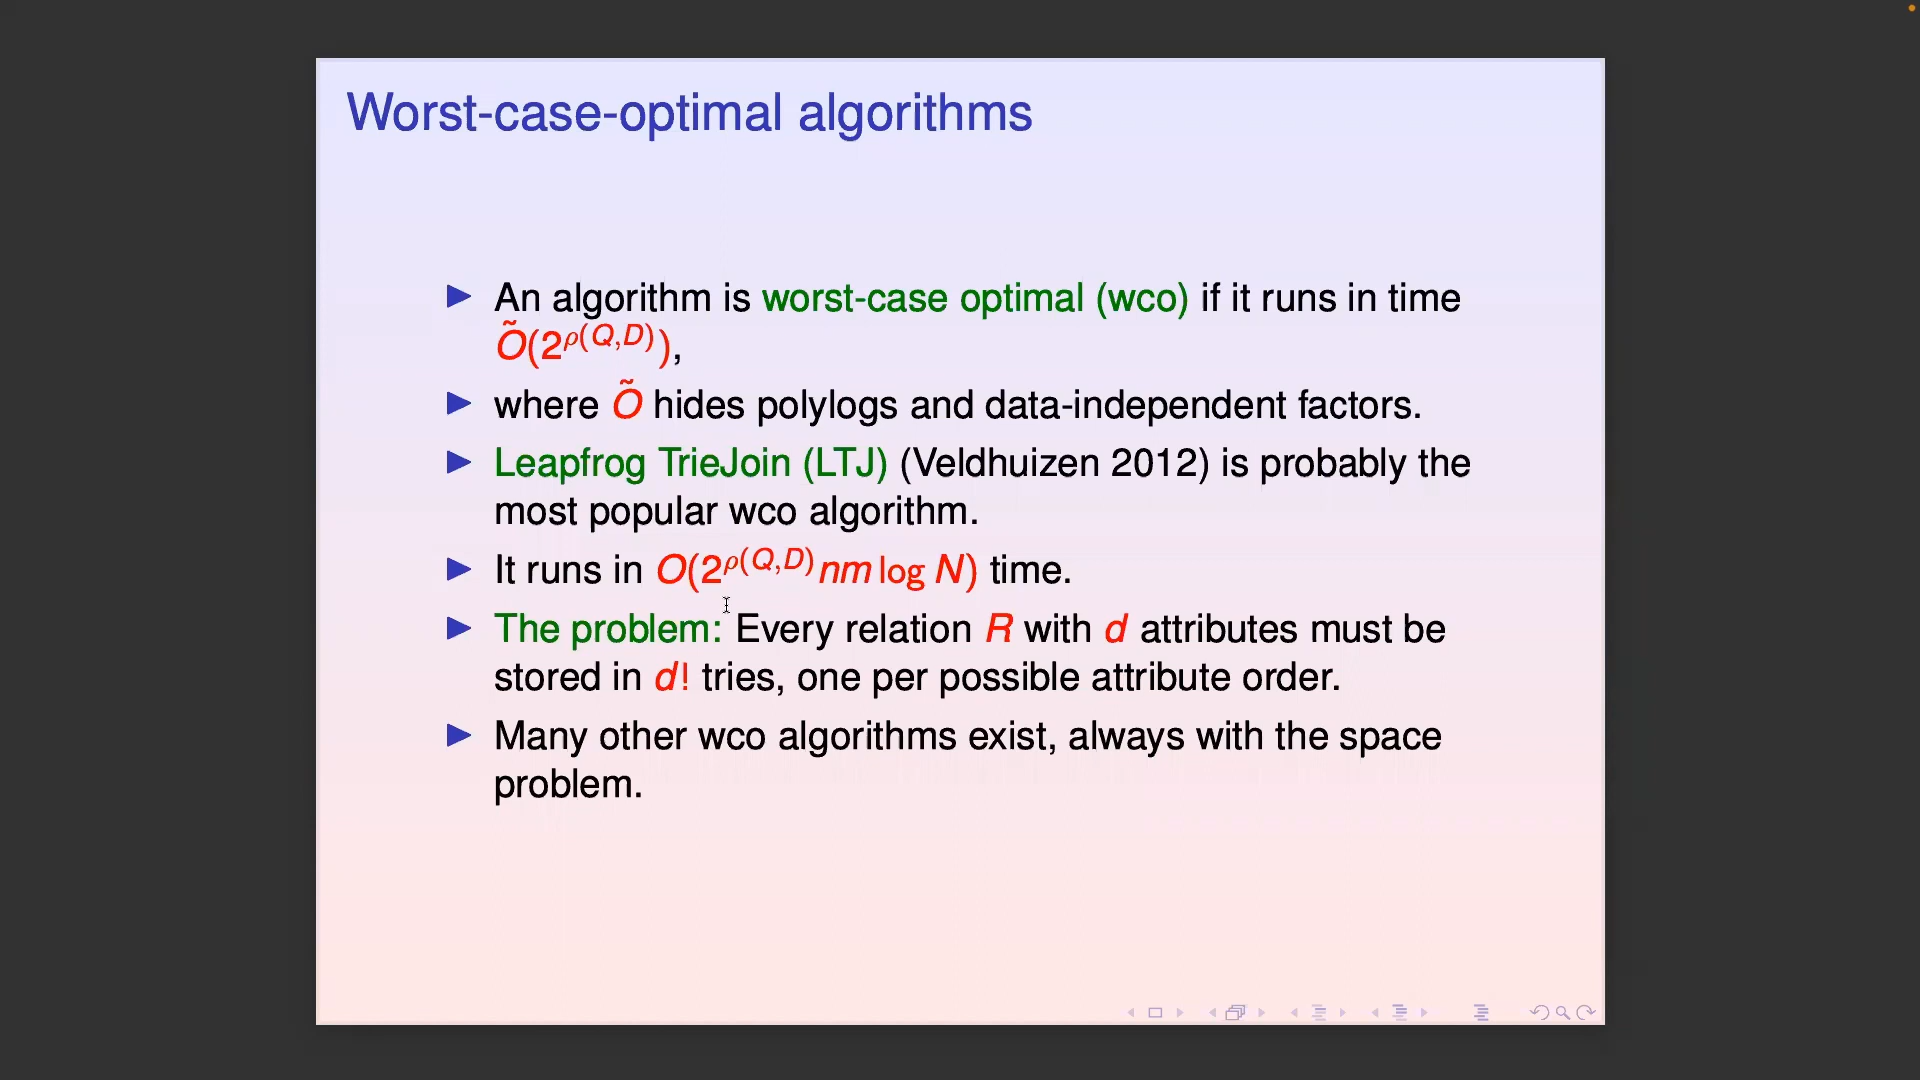 Worst-case-optimal algorithms
An algorithm is worst-case optimal (wco) if it runs in time
Õ(2^ρ(Q,D)),
where Õ hides polylogs and data-independent factors.
Leapfrog TrieJoin (LTJ) (Veldhuizen 2012) is probably the
most popular wco algorithm.
It runs in O(2^ρ(Q,D) nm log N) time.
The problem: Every relation R with d attributes must be
stored in d! tries, one per possible attribute order.
Many other wco algorithms exist, always with the space
problem.